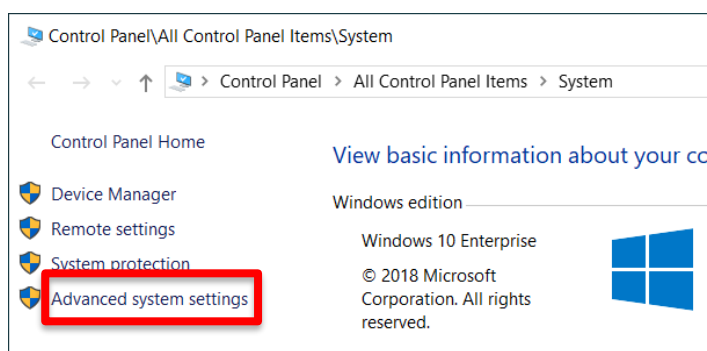 Control Panel\All Control Panel Items\System
Control Panel > All Control Panel Items > System
Control Panel Home
Device Manager
Remote settings
System protection
Advanced system settings
View basic information about your co
Windows edition
Windows 10 Enterprise
© 2018 Microsoft
Corporation. All rights
reserved.